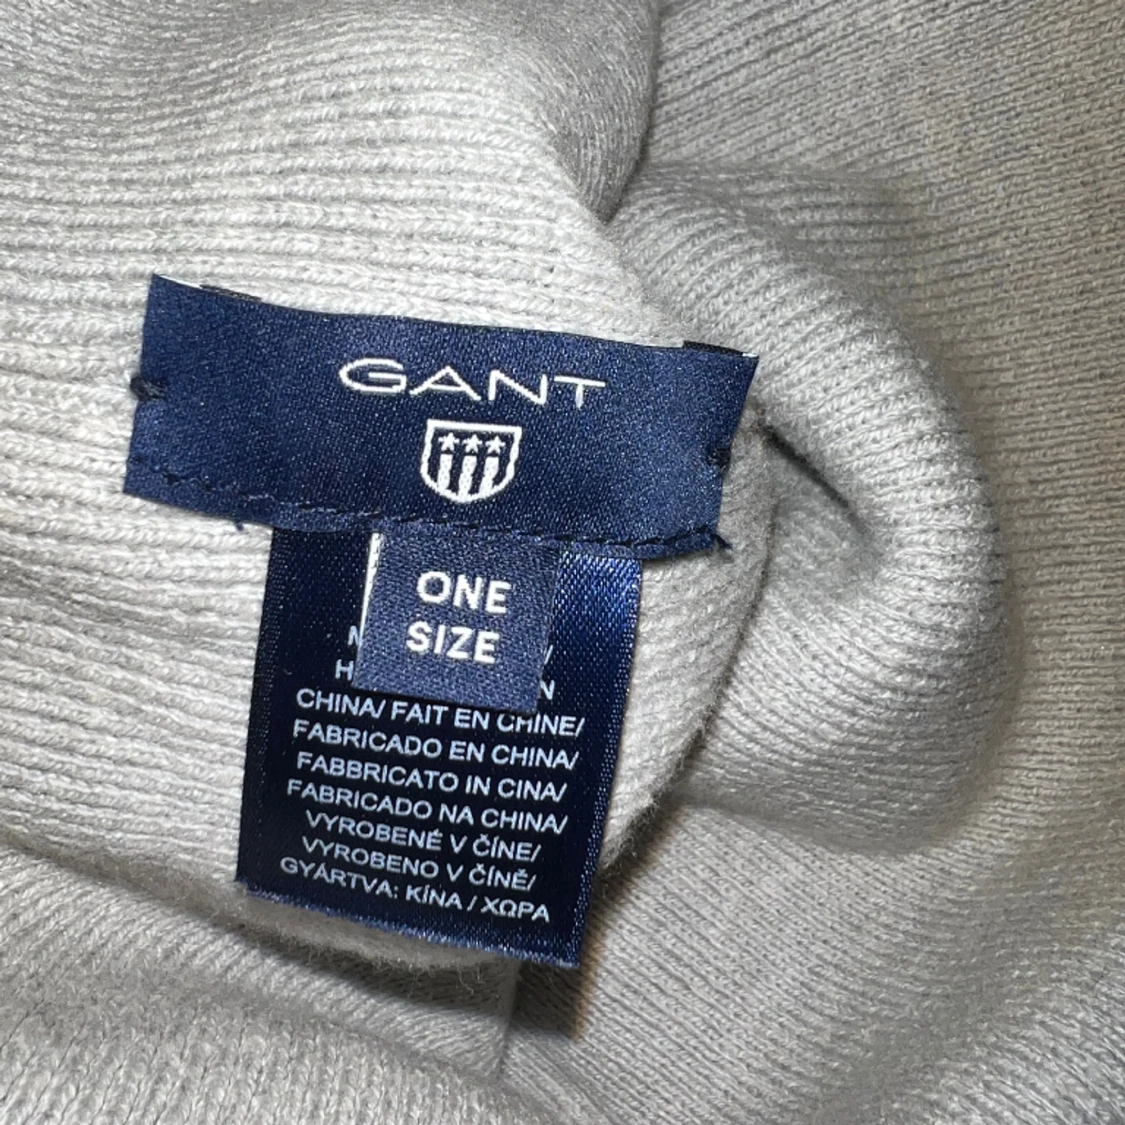 GANT
ONE
SIZE
CHINA/ FAIT EN CHINE/
FABRICADO EN CHINA/
FABBRICATO IN CINA/
FABRICADO NA CHINA/
VYROBENÉ V ČÍNE/
VYROBENO V ČÍNĚ/
GYÁRTVA: KÍNA / ΧΩΡΑ